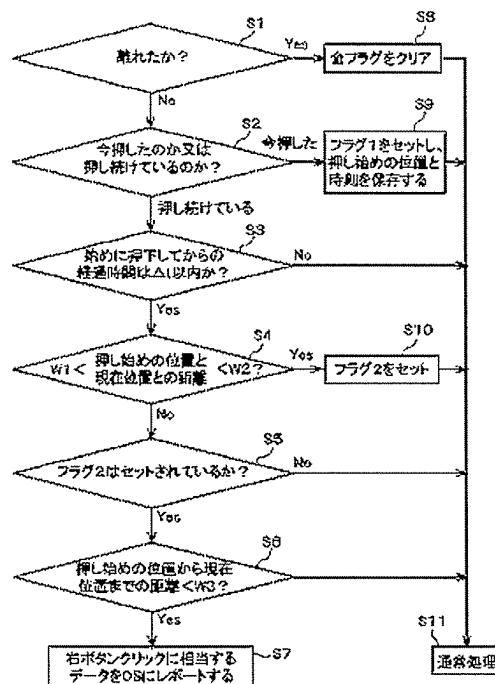 S1
離れたか?
Yes
S8
全フラグをクリア
No
S2
今押したのか又は
押し続けているのか?
今押した
S9
フラグ1をセットし、
押し始めの位置と
時刻を保存する
押し続けている
S3
始めに押下してからの
経過時間はΔt以内か?
No
Yes
S4
W1< 押し始めの位置と
現在位置との距離 <W2?
Yes
S10
フラグ2をセット
No
S5
フラグ2はセットされているか?
No
Yes
S6
押し始めの位置から現在
位置までの距離<W3?
Yes
S7
右ボタンクリックに相当する
データをOSにレポートする
S11
通常処理